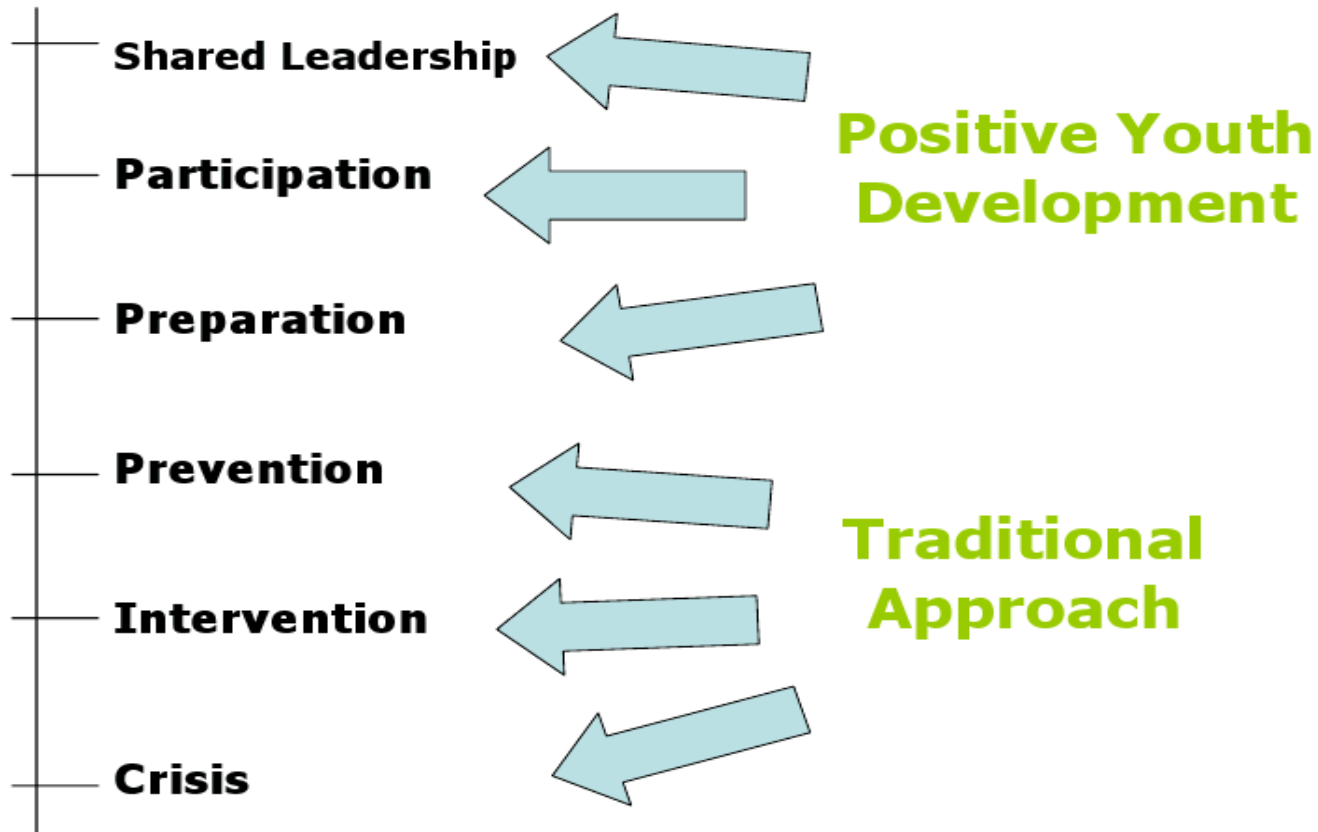 Shared Leadership
Participation
Positive Youth
Development
Preparation
Prevention
Traditional
Approach
Intervention
Crisis